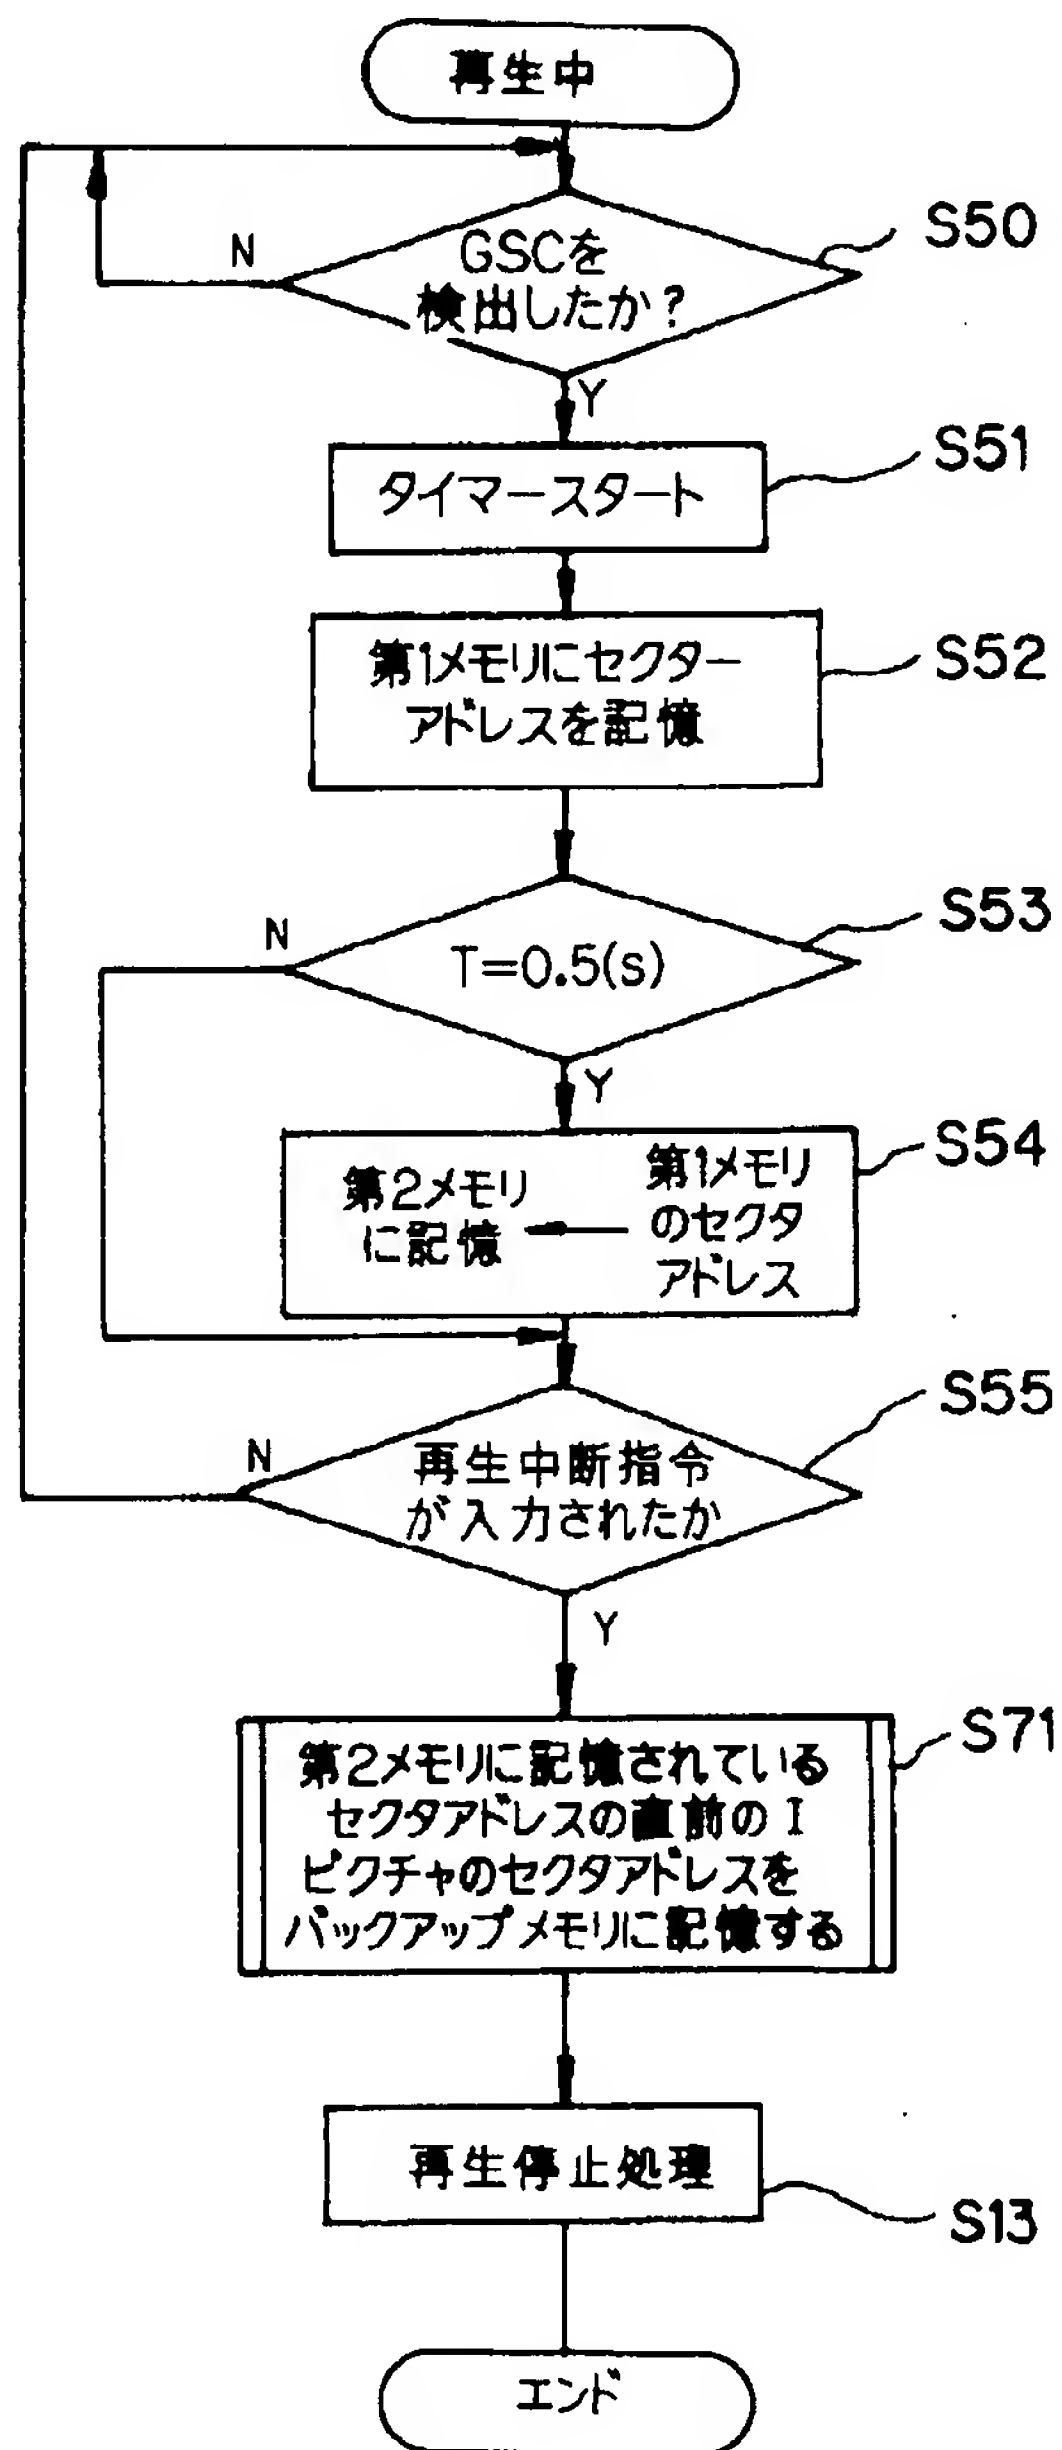 再生中
GSCを
検出したか？
N
S50
Y
タイマースタート
S51
第1メモリにセクター
アドレスを記憶
S52
N
T=0.5(s)
S53
Y
第2メモリ
に記憶
第1メモリ
のセクタ
アドレス
S54
N
再生中断指令
が入力されたか
S55
Y
第2メモリに記憶されている
セクタアドレスの直前のI
ピクチャのセクタアドレスを
バックアップメモリに記憶する
S71
再生停止処理
S13
エンド